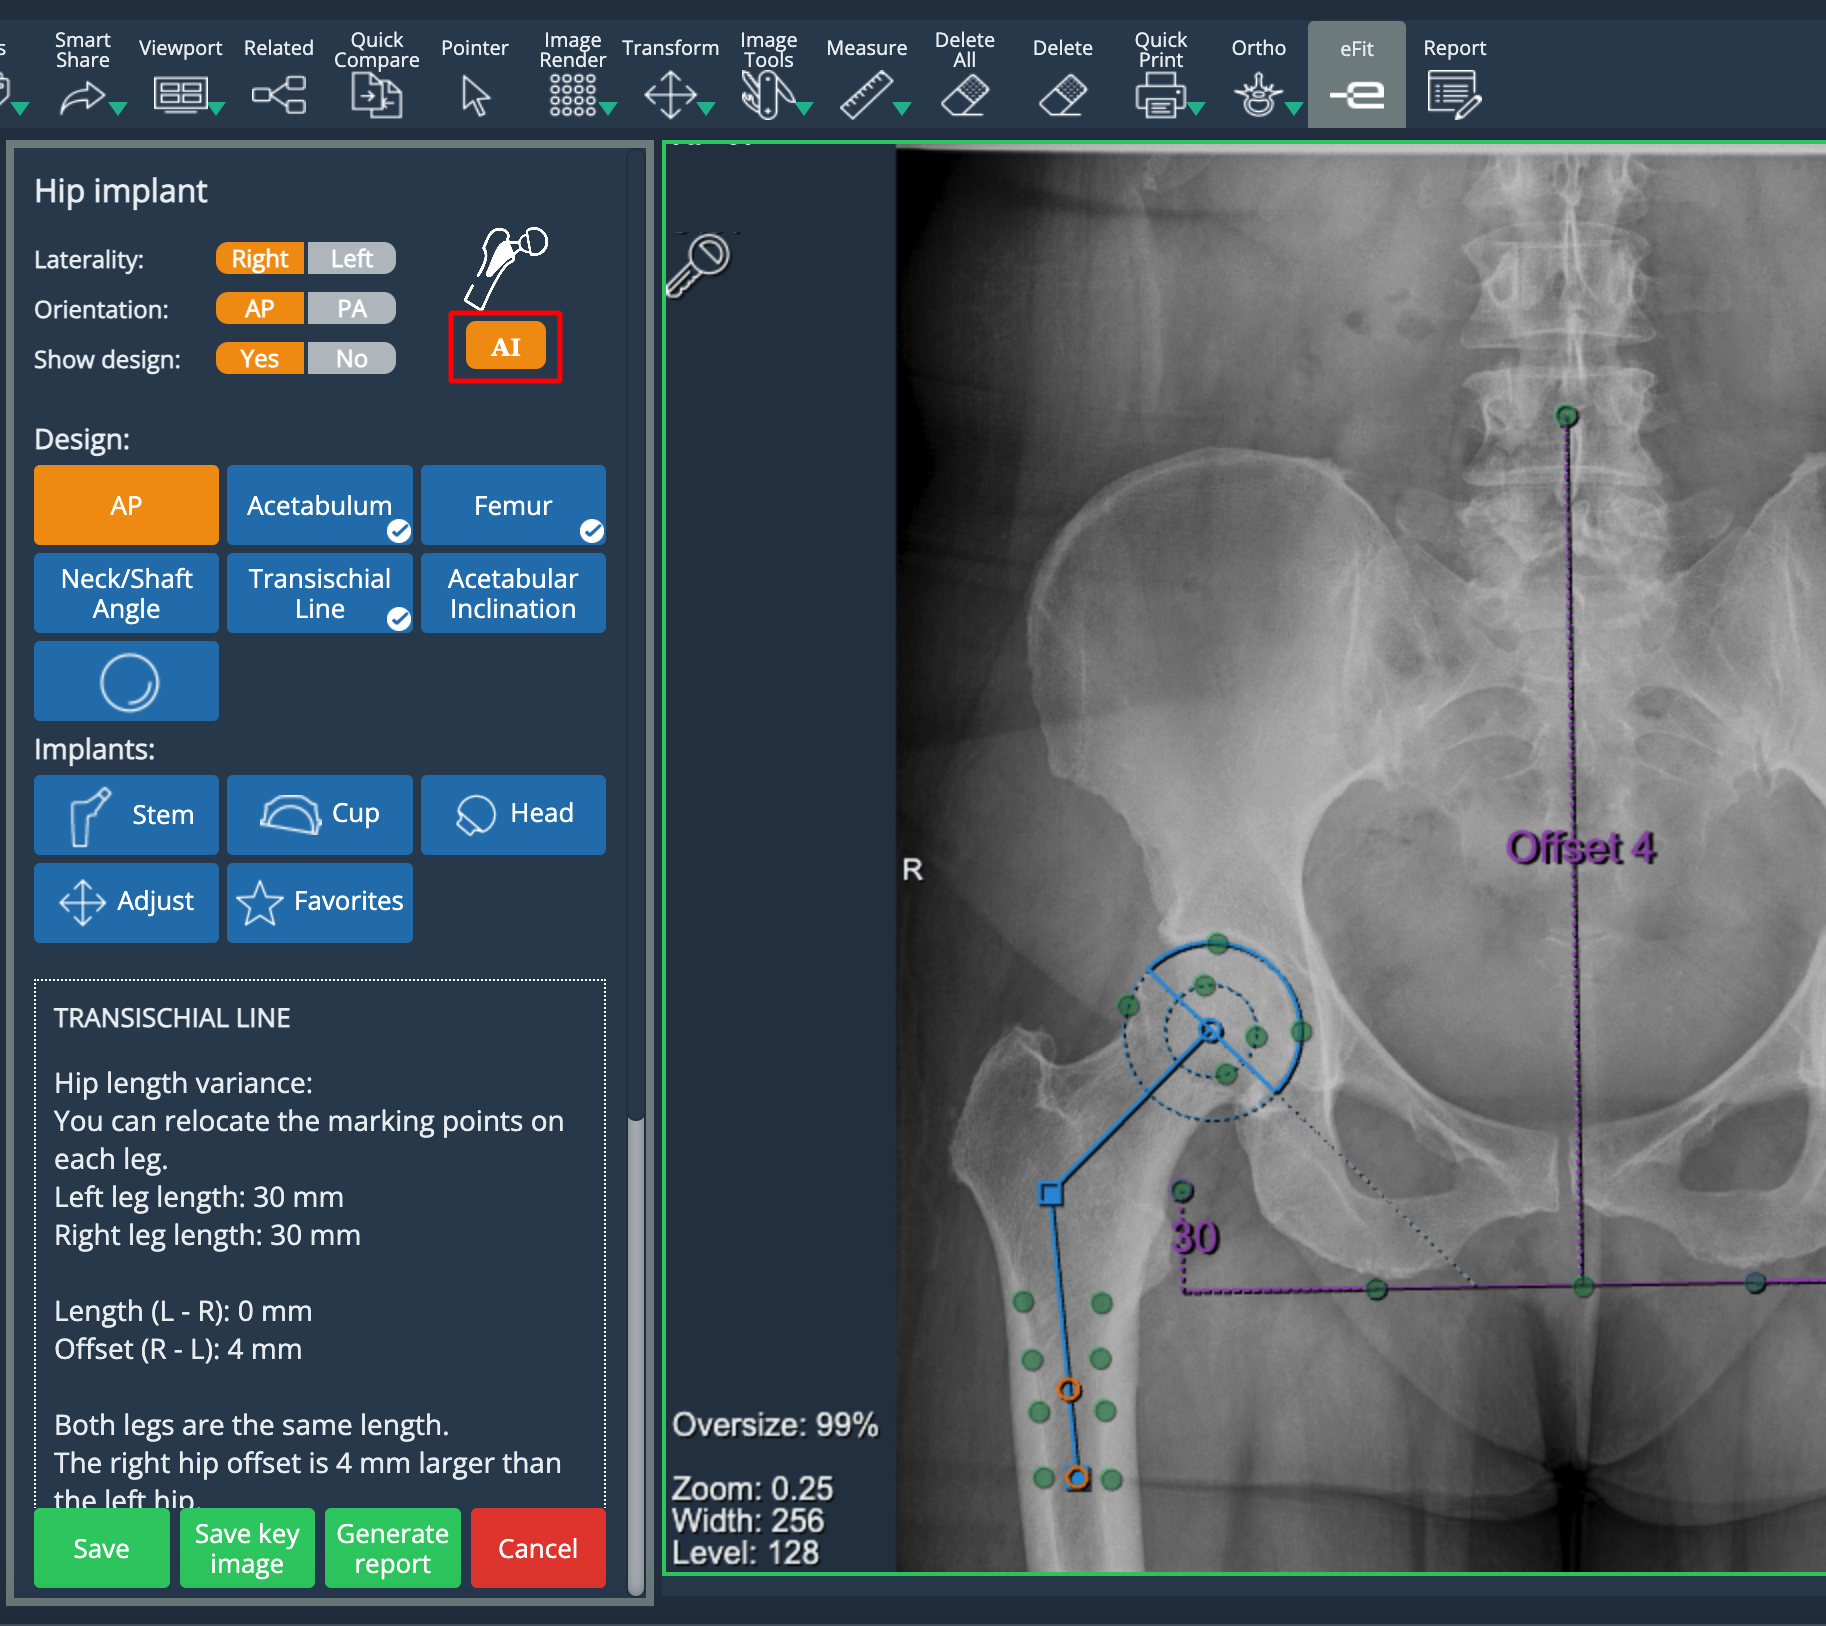 s
Smart
Share
Viewport
Related
Quick
Compare
Pointer
Image
Render
Transform
Image
Tools
Measure
Delete
All
Delete
Quick
Print
Ortho
eFit
Report
Hip implant
Laterality:
Right
Left
Orientation:
AP
PA
Show design:
Yes
No
AI
Design:
AP
Acetabulum
Femur
Neck/Shaft
Angle
Transischial
Line
Acetabular
Inclination
Implants:
Stem
Cup
Head
Adjust
Favorites
TRANSISCHIAL LINE
Hip length variance:
You can relocate the marking points on
each leg.
Left leg length: 30 mm
Right leg length: 30 mm
Length (L - R): 0 mm
Offset (R - L): 4 mm
Both legs are the same length.
The right hip offset is 4 mm larger than
the left hip.
Save
Save key
image
Generate
report
Cancel
R
Offset 4
30
Oversize: 99%
Zoom: 0.25
Width: 256
Level: 128